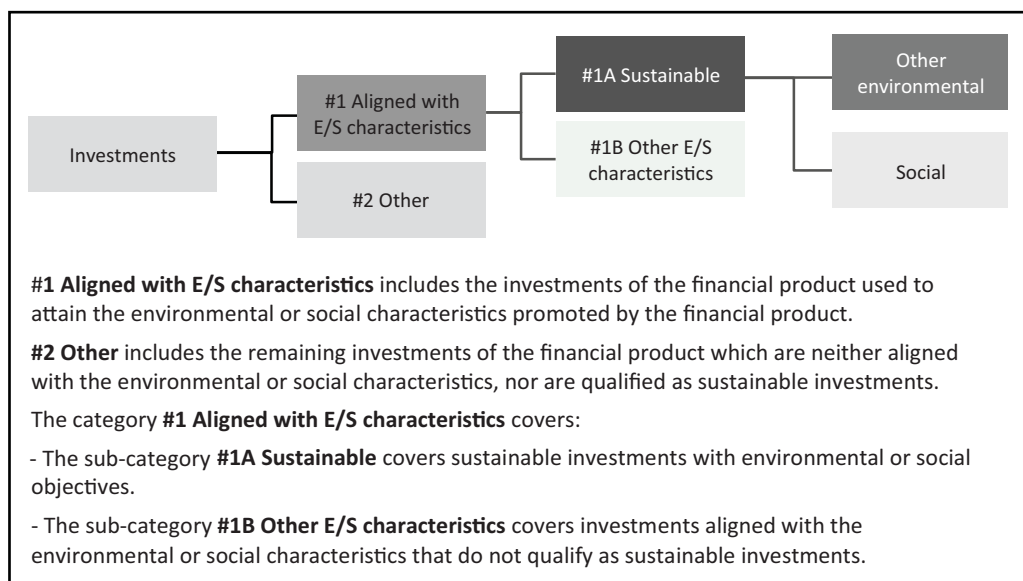 Investments
#1 Aligned with
E/S characteristics
#2 Other
#1A Sustainable
#1B Other E/S
characteristics
Other
environmental
Social
#1 Aligned with E/S characteristics includes the investments of the financial product used to
attain the environmental or social characteristics promoted by the financial product.
#2 Other includes the remaining investments of the financial product which are neither aligned
with the environmental or social characteristics, nor are qualified as sustainable investments.
The category #1 Aligned with E/S characteristics covers:
- The sub-category #1A Sustainable covers sustainable investments with environmental or social
objectives.
- The sub-category #1B Other E/S characteristics covers investments aligned with the
environmental or social characteristics that do not qualify as sustainable investments.